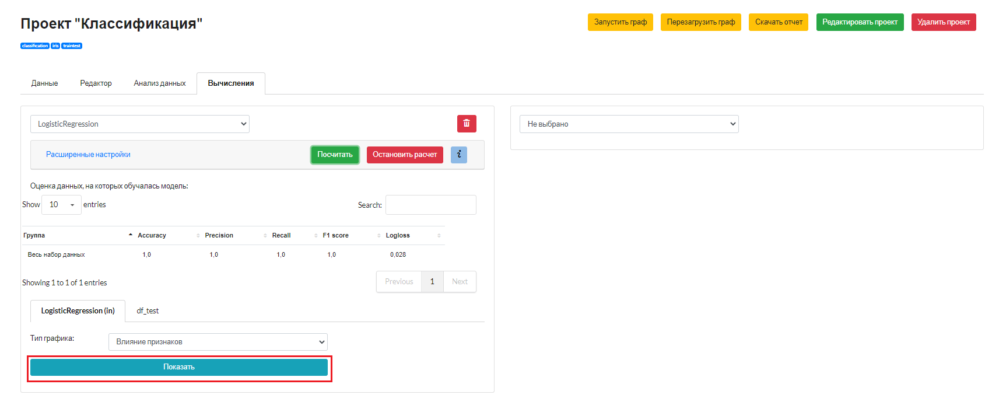 Проект "Классификация"
Запустить граф Перезагрузить граф Скачать отчет Редактировать проект Удалить проект
classification iris traintest
Данные Редактор Анализ данных Вычисления
LogisticRegression
Не выбрано
Расширенные настройки Посчитать Остановить расчет i
Оценка данных, на которых обучалась модель:
Show 10 entries Search:
Группа Accuracy Precision Recall F1 score Logloss
Весь набор данных 1,0 1,0 1,0 1,0 0,028
Showing 1 to 1 of 1 entries Previous 1 Next
LogisticRegression (in) df_test
Тип графика: Влияние признаков
Показать